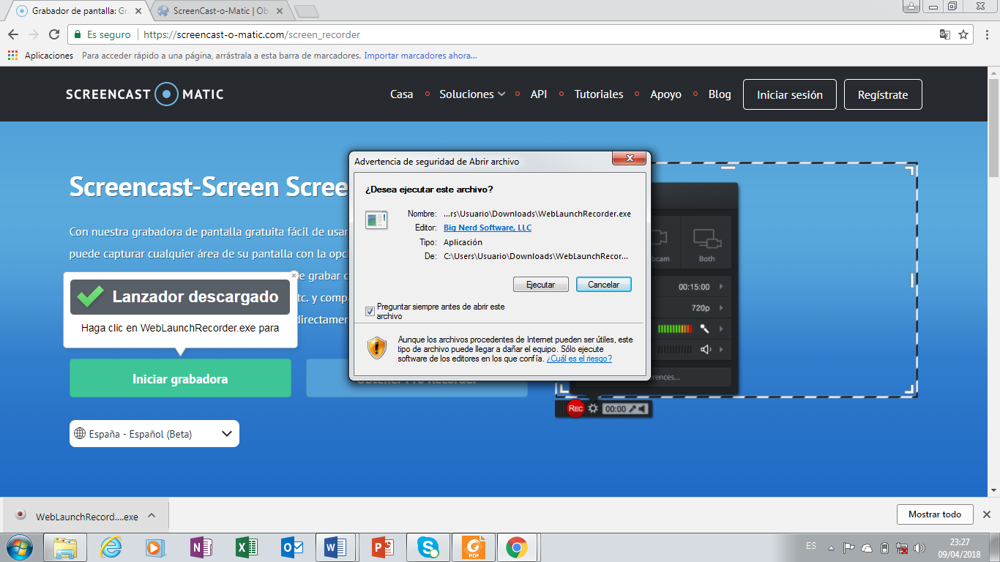 Grabador de pantalla: Gr
ScreenCast-o-Matic | Ob
Es seguro
https://screencast-o-matic.com/screen_recorder
Aplicaciones
Para acceder rápido a una página, arrástrala a esta barra de marcadores. Importar marcadores ahora...
SCREENCAST MATIC
Casa
Soluciones
API
Tutoriales
Apoyo
Blog
Iniciar sesión
Regístrate
Screencast-Screen Scree
Con nuestra grabadora de pantalla gratuita fácil de usar
puede capturar cualquier área de su pantalla con la opc
e grabar c
tc. y comp
directamen
Lanzador descargado
Haga clic en WebLaunchRecorder.exe para
Iniciar grabadora
España - Español (Beta)
Advertencia de seguridad de Abrir archivo
¿Desea ejecutar este archivo?
Nombre: ...rs\Usuario\Downloads\WebLaunchRecorder.exe
Editor: Big Nerd Software, LLC
Tipo: Aplicación
De: C:\Users\Usuario\Downloads\WebLaunchRecor...
Ejecutar
Cancelar
Preguntar siempre antes de abrir este
archivo
Aunque los archivos procedentes de Internet pueden ser útiles, este
tipo de archivo puede llegar a dañar el equipo. Sólo ejecute
software de los editores en los que confía. ¿Cuál es el riesgo?
Obtener Pro Recorder
bcam
Both
00:15:00
720p
rences...
REC
00:00
WebLaunchRecord....exe
Mostrar todo
PDF
ES
23:27
09/04/2018